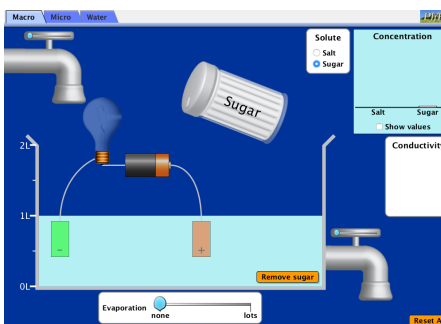 Macro
Micro
Water
Solute
Salt
Sugar
Concentration
Salt
Sugar
Show values
Sugar
Conductivity
2L
1L
0L
−
+
Remove sugar
Evaporation
none
lots
Reset A